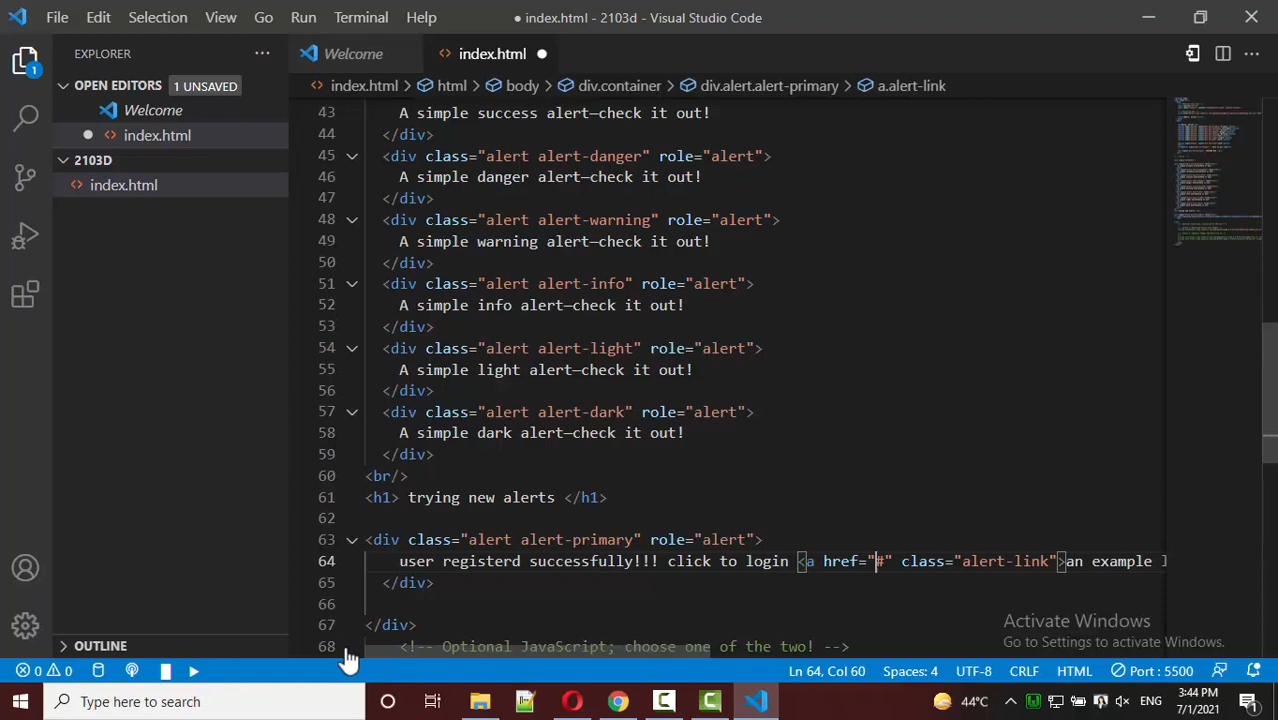 File Edit Selection View Go Run Terminal Help ● index.html - 2103d - Visual Studio Code
EXPLORER ···
Welcome
index.html ●
OPEN EDITORS 1 UNSAVED
Welcome
● index.html
2103D
index.html
OUTLINE
1
index.html > html > body > div.container > div.alert.alert-primary > a.alert-link
43 A simple success alert—check it out!
44 </div>
45 <div class="alert alert-danger" role="alert">
46 A simple danger alert—check it out!
47 </div>
48 <div class="alert alert-warning" role="alert">
49 A simple warning alert—check it out!
50 </div>
51 <div class="alert alert-info" role="alert">
52 A simple info alert—check it out!
53 </div>
54 <div class="alert alert-light" role="alert">
55 A simple light alert—check it out!
56 </div>
57 <div class="alert alert-dark" role="alert">
58 A simple dark alert—check it out!
59 </div>
60 <br/>
61 <h1> trying new alerts </h1>
62
63 <div class="alert alert-primary" role="alert">
64 user registerd successfully!!! click to login <a href="#" class="alert-link">an example l
65 </div>
66
67 </div>
68 <!-- Optional JavaScript; choose one of the two! -->
Activate Windows
Go to Settings to activate Windows.
0 0 Ln 64, Col 60 Spaces: 4 UTF-8 CRLF HTML Port : 5500
Type here to search
44°C
3:44 PM
7/1/2021
1